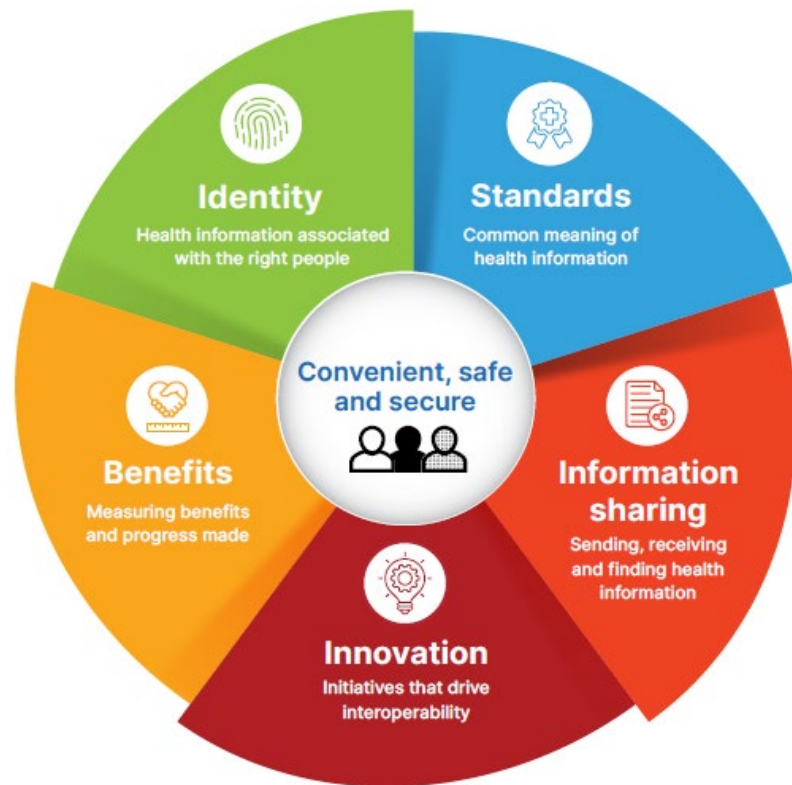 Identity
Health information associated
with the right people
Standards
Common meaning of
health information
Convenient, safe
and secure
Benefits
Measuring benefits
and progress made
Information
sharing
Sending, receiving
and finding health
information
Innovation
Initiatives that drive
interoperability